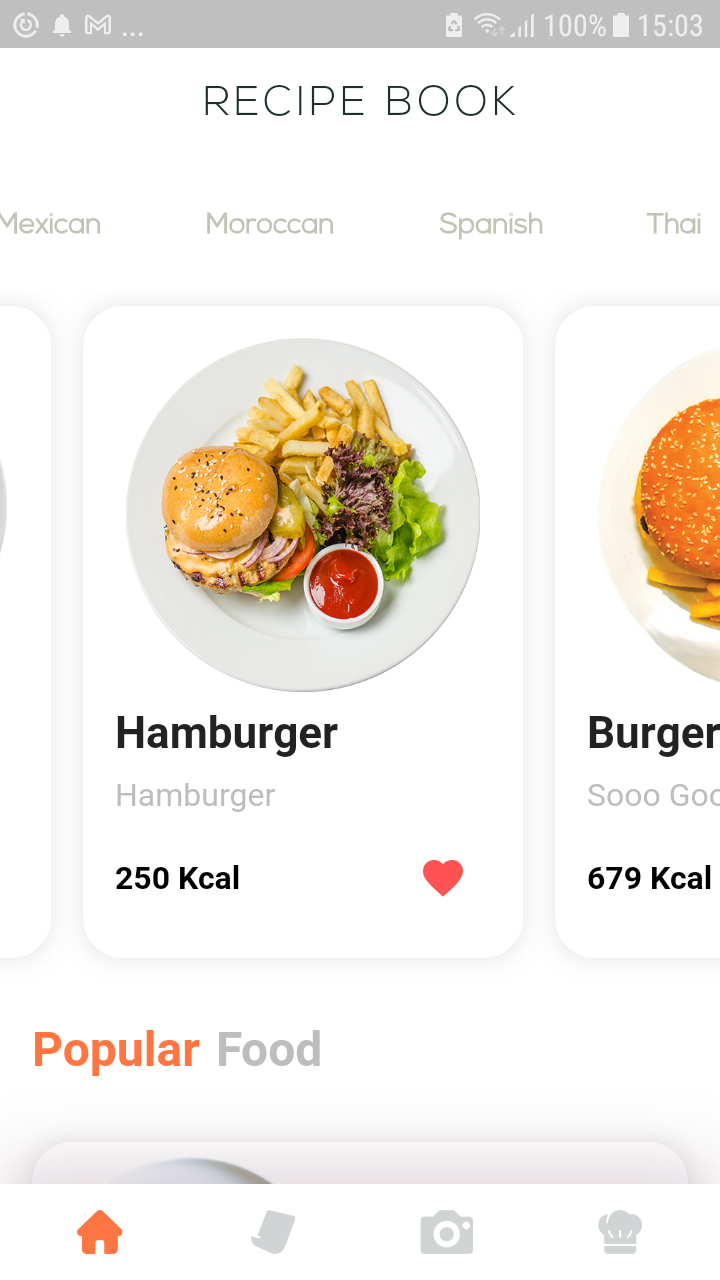 ... 100% 15:03
RECIPE BOOK
Mexican Moroccan Spanish Thai
Hamburger
Hamburger
250 Kcal
Burger
Sooo Goo
679 Kcal
Popular Food